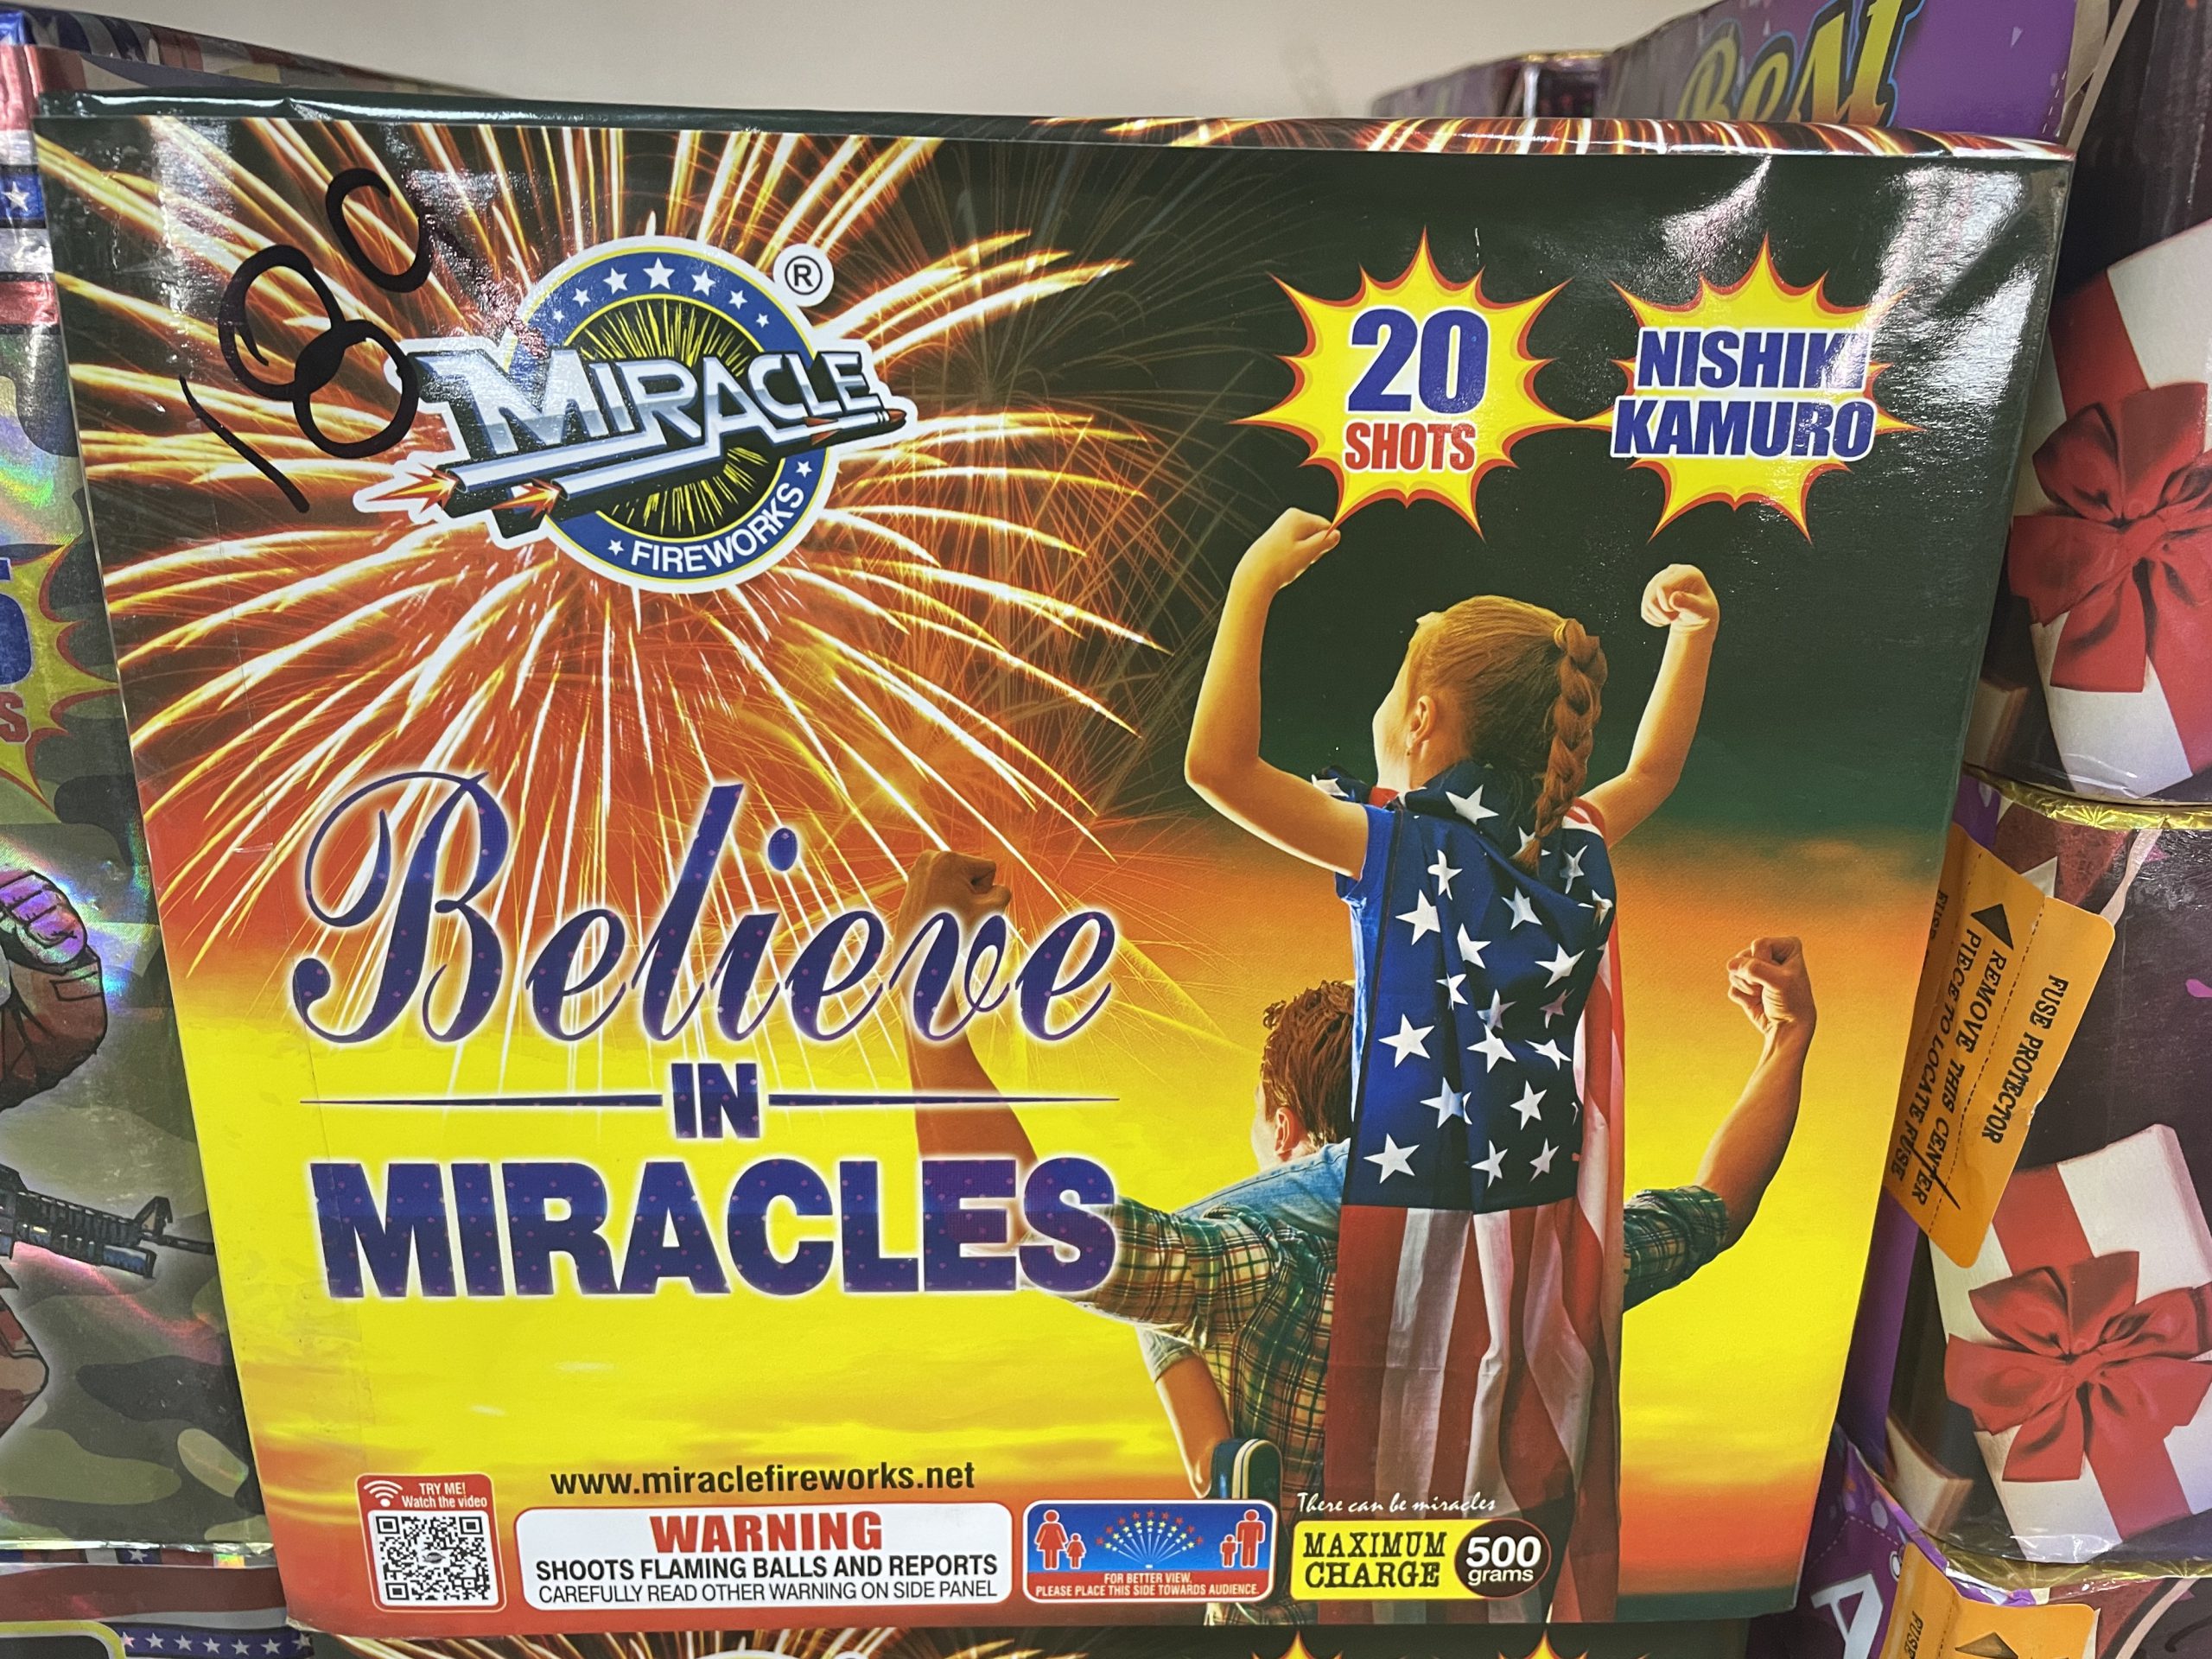 180
MIRACLE
®
FIREWORKS
20
SHOTS
NISHIKI
KAMURO
Believe
IN
MIRACLES
www.miraclefireworks.net
TRY ME!
Watch the video
WARNING
SHOOTS FLAMING BALLS AND REPORTS
CAREFULLY READ OTHER WARNING ON SIDE PANEL
FOR BETTER VIEW,
PLEASE PLACE THIS SIDE TOWARDS AUDIENCE.
There can be miracles
MAXIMUM
CHARGE
500
grams
FUSE PROTECTOR
REMOVE THIS CENTER
PIECE TO LOCATE FUSE